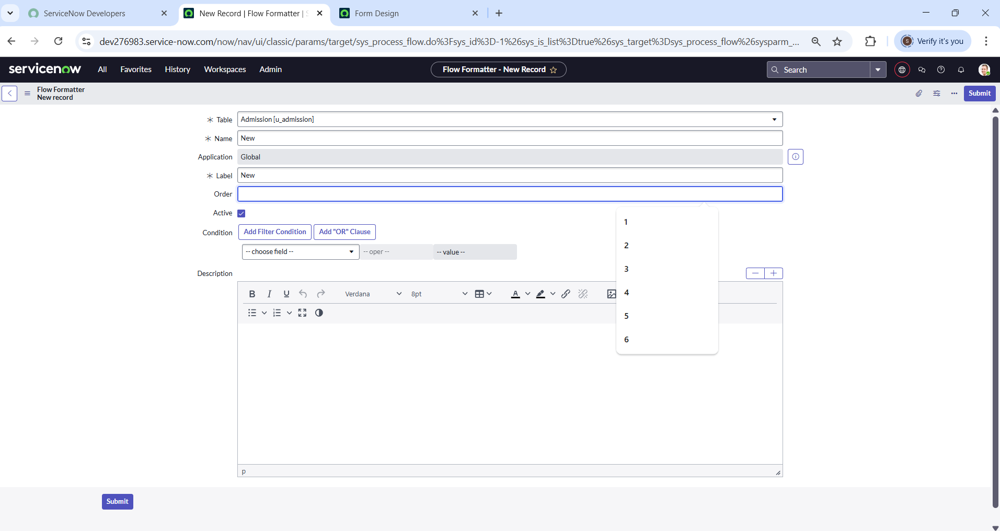 ServiceNow Developers
New Record | Flow Formatter |
Form Design
dev276983.service-now.com/now/nav/ui/classic/params/target/sys_process_flow.do%3Fsys_id%3D-1%26sys_is_list%3Dtrue%26sys_target%3Dsys_process_flow%26sysparm_...
S
Verify it's you
servicenow
All
Favorites
History
Workspaces
Admin
Flow Formatter - New Record
Search
Flow Formatter
New record
Submit
Table
Admission [u_admission]
Name
New
Application
Global
Label
New
Order
Active
1
Condition
Add Filter Condition
Add "OR" Clause
2
-- choose field --
-- oper --
-- value --
3
Description
B
I
U
Verdana
8pt
A
4
5
6
p
Submit